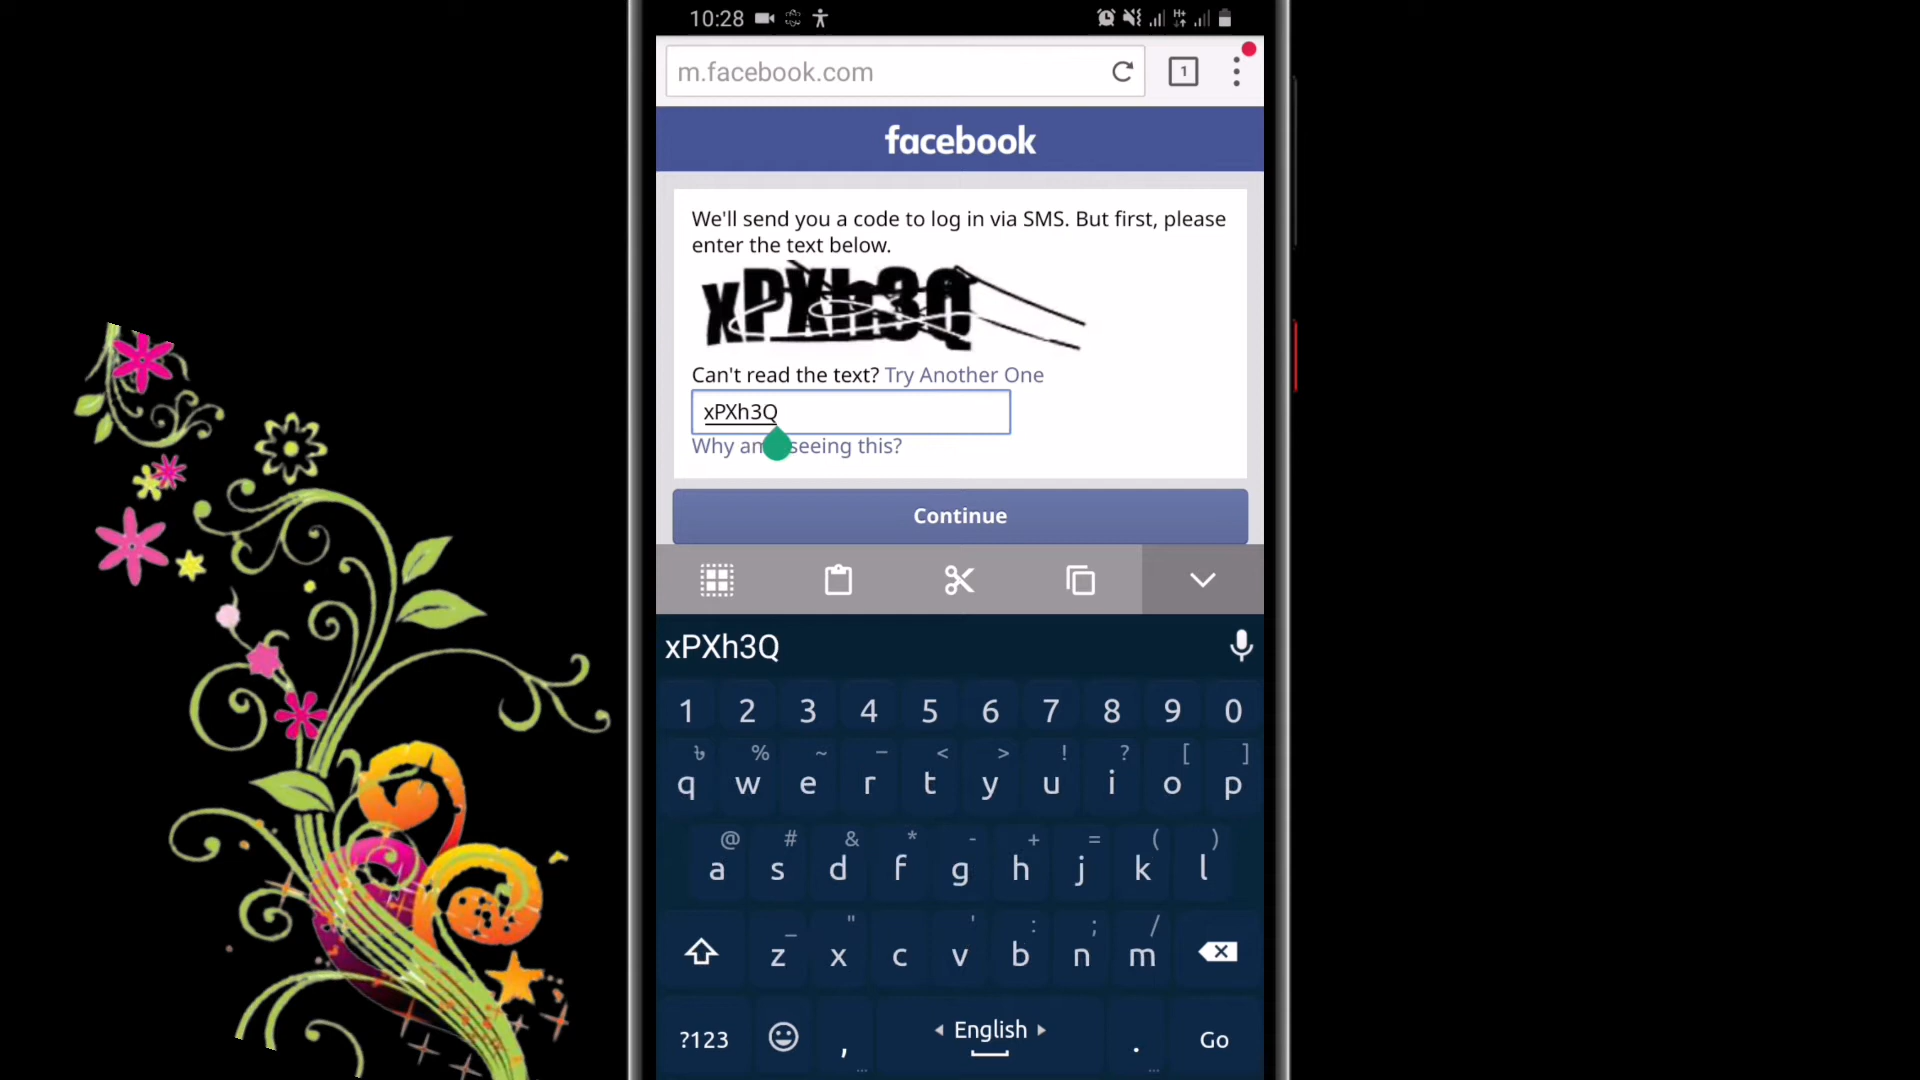 10:28
m.facebook.com
1
facebook
We'll send you a code to log in via SMS. But first, please
enter the text below.
xPXh3Q
Can't read the text? Try Another One
xPXh3Q
Why am I seeing this?
Continue
xPXh3Q
1 2 3 4 5 6 7 8 9 0
৳ % ~ – < > ! ? [ ]
q w e r t y u i o p
@ # & * - + = ( )
a s d f g h j k l
_ " ' : ; /
z x c v b n m
?123 , English . Go